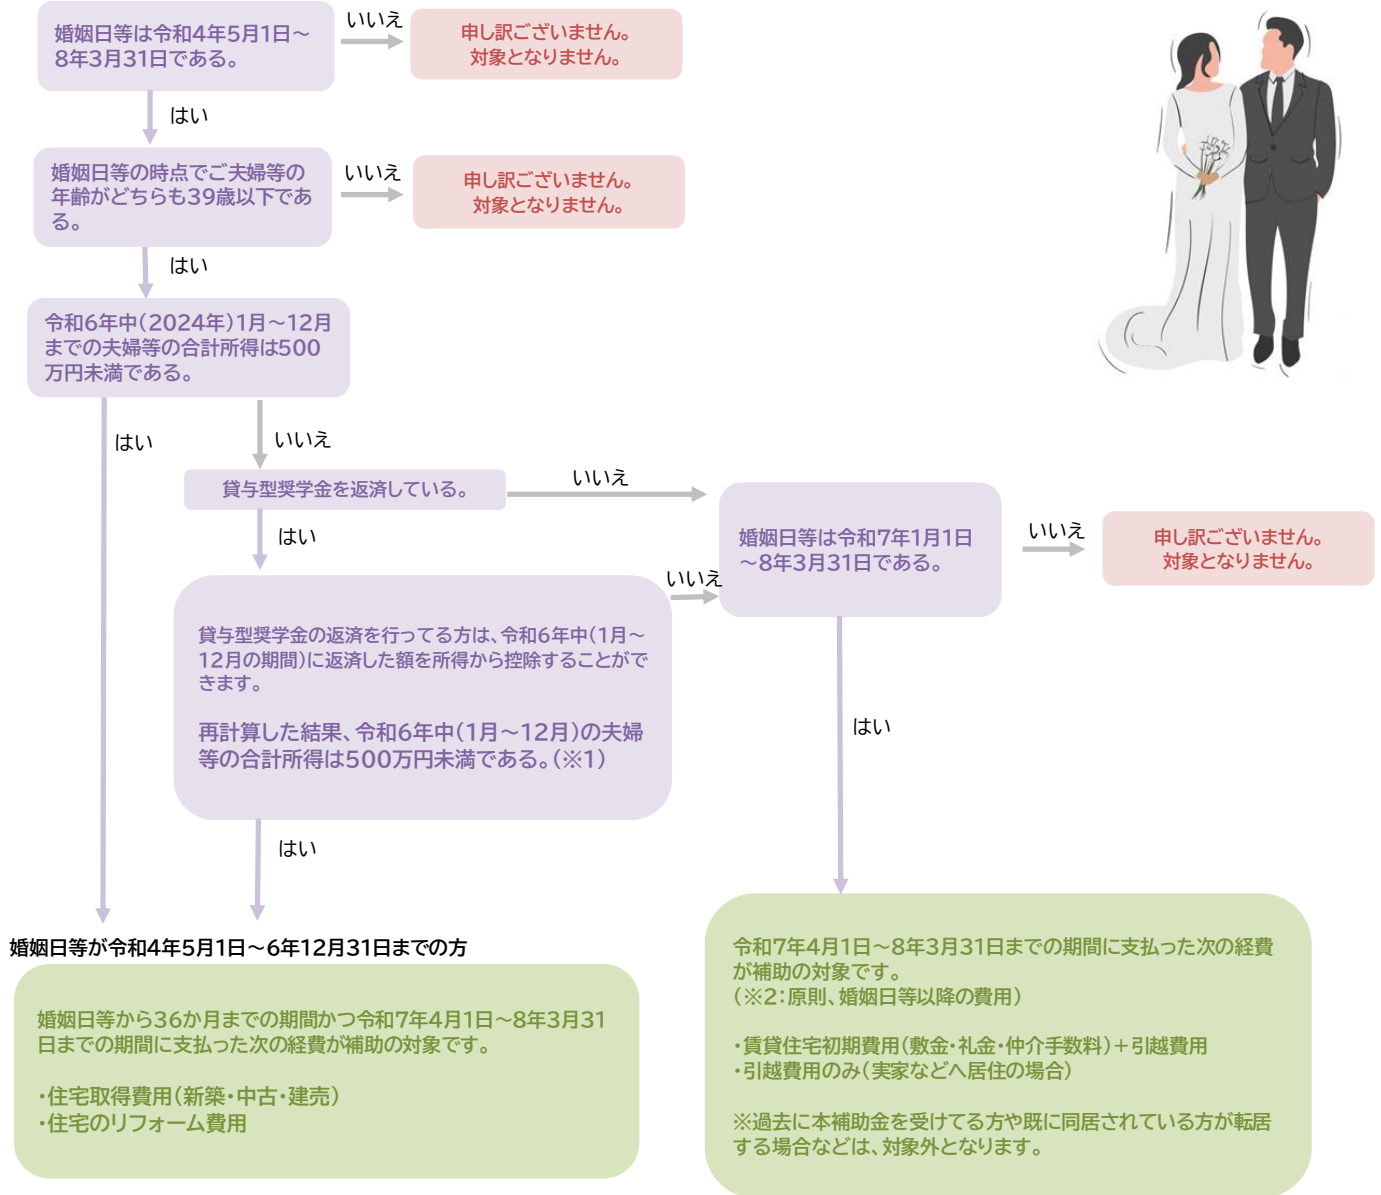 婚姻日等は令和4年5月1日～
8年3月31日である。
いいえ
申し訳ございません。
対象となりません。
はい
婚姻日等の時点でご夫婦等の
年齢がどちらも39歳以下であ
る。
いいえ
申し訳ございません。
対象となりません。
はい
令和6年中（2024年）1月～12月
までの夫婦等の合計所得は500
万円未満である。
はい
いいえ
貸与型奨学金を返済している。
いいえ
はい
婚姻日等は令和7年1月1日
～8年3月31日である。
いいえ
申し訳ございません。
対象となりません。
いいえ
貸与型奨学金の返済を行ってる方は、令和6年中（1月～
12月の期間）に返済した額を所得から控除することがで
きます。
再計算した結果、令和6年中（1月～12月）の夫婦
等の合計所得は500万円未満である。（※1）
はい
はい
婚姻日等が令和4年5月1日～6年12月31日までの方
婚姻日等から36か月までの期間かつ令和7年4月1日～8年3月31
日までの期間に支払った次の経費が補助の対象です。
・住宅取得費用（新築・中古・建売）
・住宅のリフォーム費用
令和7年4月1日～8年3月31日までの期間に支払った次の経費
が補助の対象です。
（※2：原則、婚姻日等以降の費用）
・賃貸住宅初期費用（敷金・礼金・仲介手数料）＋引越費用
・引越費用のみ（実家などへ居住の場合）
※過去に本補助金を受けてる方や既に同居されている方が転居
する場合などは、対象外となります。